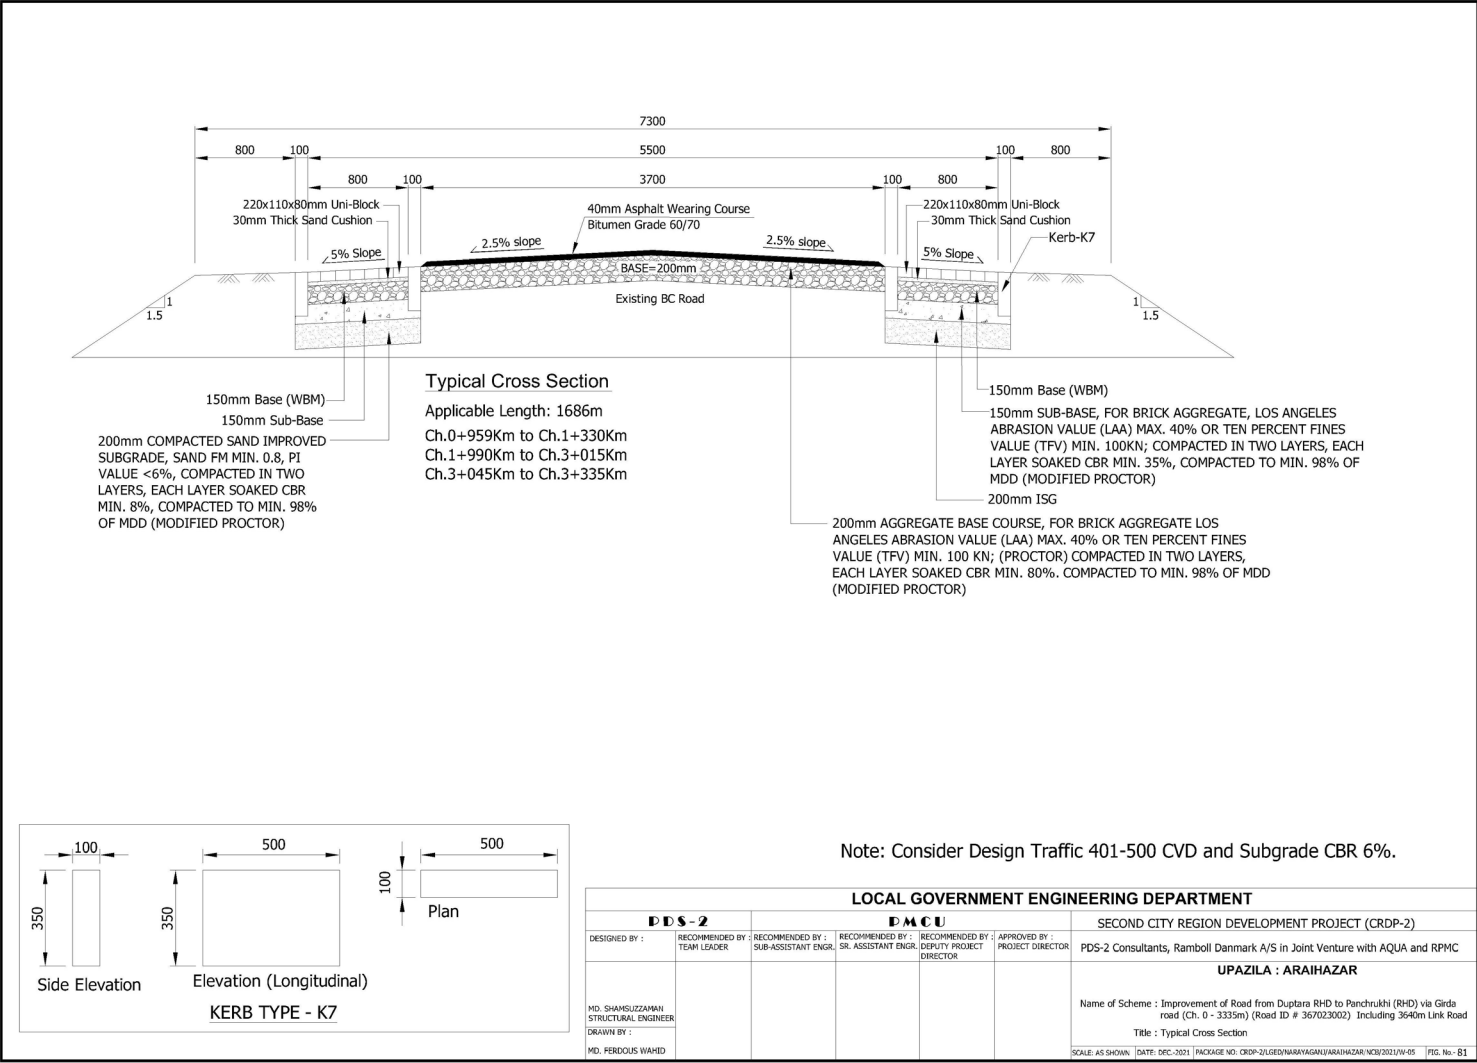 7300
800
100
5500
100
800
800
100
3700
100
800
220x110x80mm Uni-Block
30mm Thick Sand Cushion
40mm Asphalt Wearing Course
Bitumen Grade 60/70
220x110x80mm Uni-Block
30mm Thick Sand Cushion
Kerb-K7
5% Slope
2.5% slope
2.5% slope
5% Slope
BASE=200mm
Existing BC Road
1
1.5
1
1.5
150mm Base (WBM)
150mm Sub-Base
200mm COMPACTED SAND IMPROVED
SUBGRADE, SAND FM MIN. 0.8, PI
VALUE <6%, COMPACTED IN TWO
LAYERS, EACH LAYER SOAKED CBR
MIN. 8%, COMPACTED TO MIN. 98%
OF MDD (MODIFIED PROCTOR)
Typical Cross Section
Applicable Length: 1686m
Ch.0+959Km to Ch.1+330Km
Ch.1+990Km to Ch.3+015Km
Ch.3+045Km to Ch.3+335Km
150mm Base (WBM)
150mm SUB-BASE, FOR BRICK AGGREGATE, LOS ANGELES
ABRASION VALUE (LAA) MAX. 40% OR TEN PERCENT FINES
VALUE (TFV) MIN. 100KN; COMPACTED IN TWO LAYERS, EACH
LAYER SOAKED CBR MIN. 35%, COMPACTED TO MIN. 98% OF
MDD (MODIFIED PROCTOR)
200mm ISG
200mm AGGREGATE BASE COURSE, FOR BRICK AGGREGATE LOS
ANGELES ABRASION VALUE (LAA) MAX. 40% OR TEN PERCENT FINES
VALUE (TFV) MIN. 100 KN; (PROCTOR) COMPACTED IN TWO LAYERS,
EACH LAYER SOAKED CBR MIN. 80%. COMPACTED TO MIN. 98% OF MDD
(MODIFIED PROCTOR)
100
350
Side Elevation
500
350
Elevation (Longitudinal)
500
100
Plan
KERB TYPE - K7
Note: Consider Design Traffic 401-500 CVD and Subgrade CBR 6%.
LOCAL GOVERNMENT ENGINEERING DEPARTMENT
PDS-2
PMCU
SECOND CITY REGION DEVELOPMENT PROJECT (CRDP-2)
DESIGNED BY :
RECOMMENDED BY :
TEAM LEADER
RECOMMENDED BY :
SUB-ASSISTANT ENGR.
RECOMMENDED BY :
SR. ASSISTANT ENGR.
RECOMMENDED BY :
DEPUTY PROJECT
DIRECTOR
APPROVED BY :
PROJECT DIRECTOR
PDS-2 Consultants, Ramboll Danmark A/S in Joint Venture with AQUA and RPMC
UPAZILA : ARAIHAZAR
MD. SHAMSUZZAMAN
STRUCTURAL ENGINEER
DRAWN BY :
MD. FERDOUS WAHID
Name of Scheme : Improvement of Road from Duptara RHD to Panchrukhi (RHD) via Girda
road (Ch. 0 - 3335m) (Road ID # 367023002) Including 3640m Link Road
Title : Typical Cross Section
SCALE: AS SHOWN
DATE: DEC.-2021
PACKAGE NO: CRDP-2/LGED/NARAYAGANJ/ARAIHAZAR/NCB/2021/W-05
FIG. No.- 81